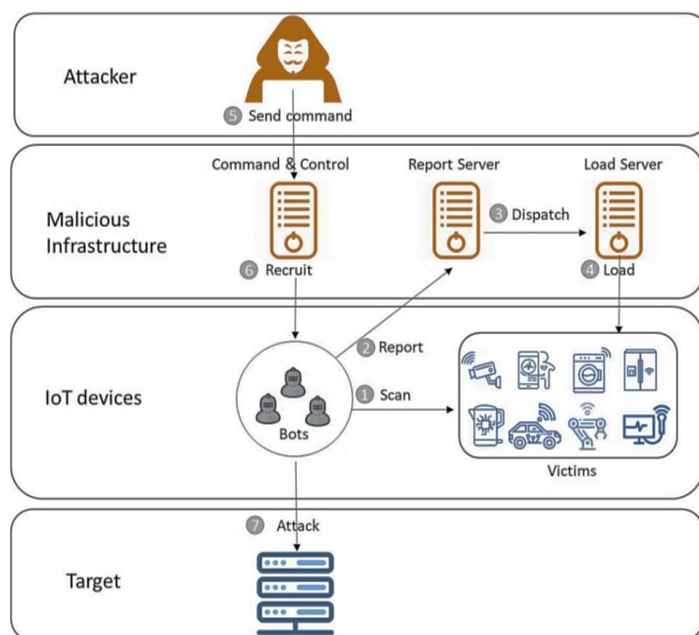 Attacker
5 Send command
Command & Control
Report Server
Load Server
Malicious
Infrastructure
3 Dispatch
6 Recruit
4 Load
2 Report
IoT devices
1 Scan
Bots
Victims
7 Attack
Target